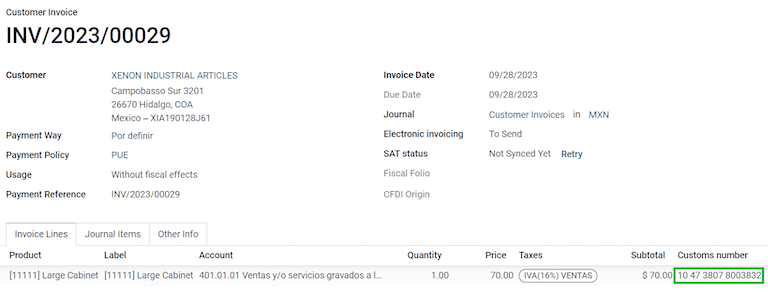 Customer Invoice
INV/2023/00029
Customer XENON INDUSTRIAL ARTICLES
Campobasso Sur 3201
26670 Hidalgo, COA
Mexico – XIA190128J61
Payment Way Por definir
Payment Policy PUE
Usage Without fiscal effects
Payment Reference INV/2023/00029
Invoice Date 09/28/2023
Due Date 09/28/2023
Journal Customer Invoices in MXN
Electronic invoicing To Send
SAT status Not Synced Yet Retry
Fiscal Folio
CFDI Origin
Invoice Lines Journal Items Other Info
Product Label Account Quantity Price Taxes Subtotal Customs number
[11111] Large Cabinet [11111] Large Cabinet 401.01.01 Ventas y/o servicios gravados a l... 1.00 70.00 IVA(16%) VENTAS $ 70.00 10 47 3807 8003832